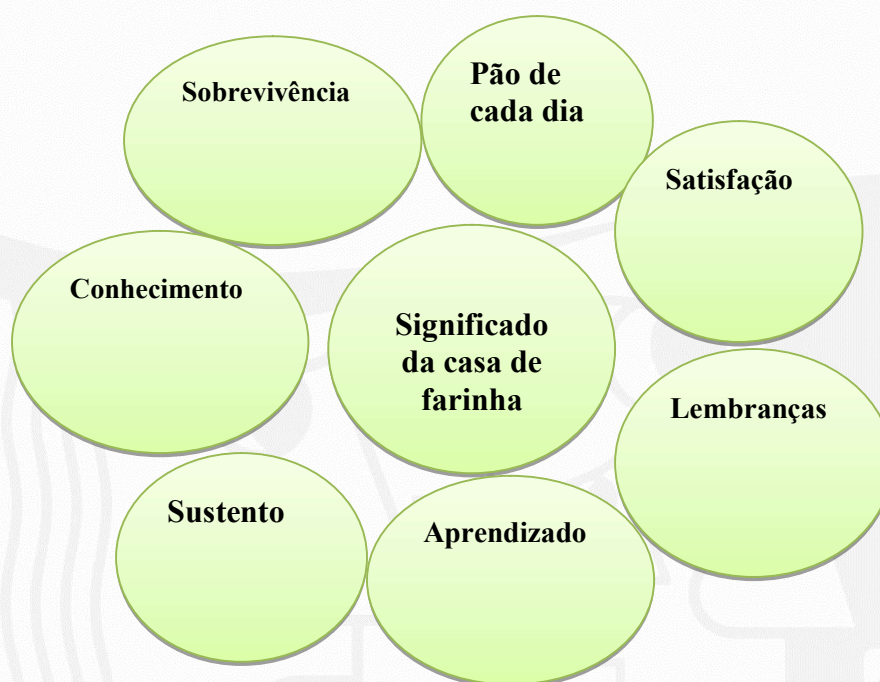 Sobrevivência
Pão de
cada dia
Satisfação
Conhecimento
Significado
da casa de
farinha
Lembranças
Sustento
Aprendizado